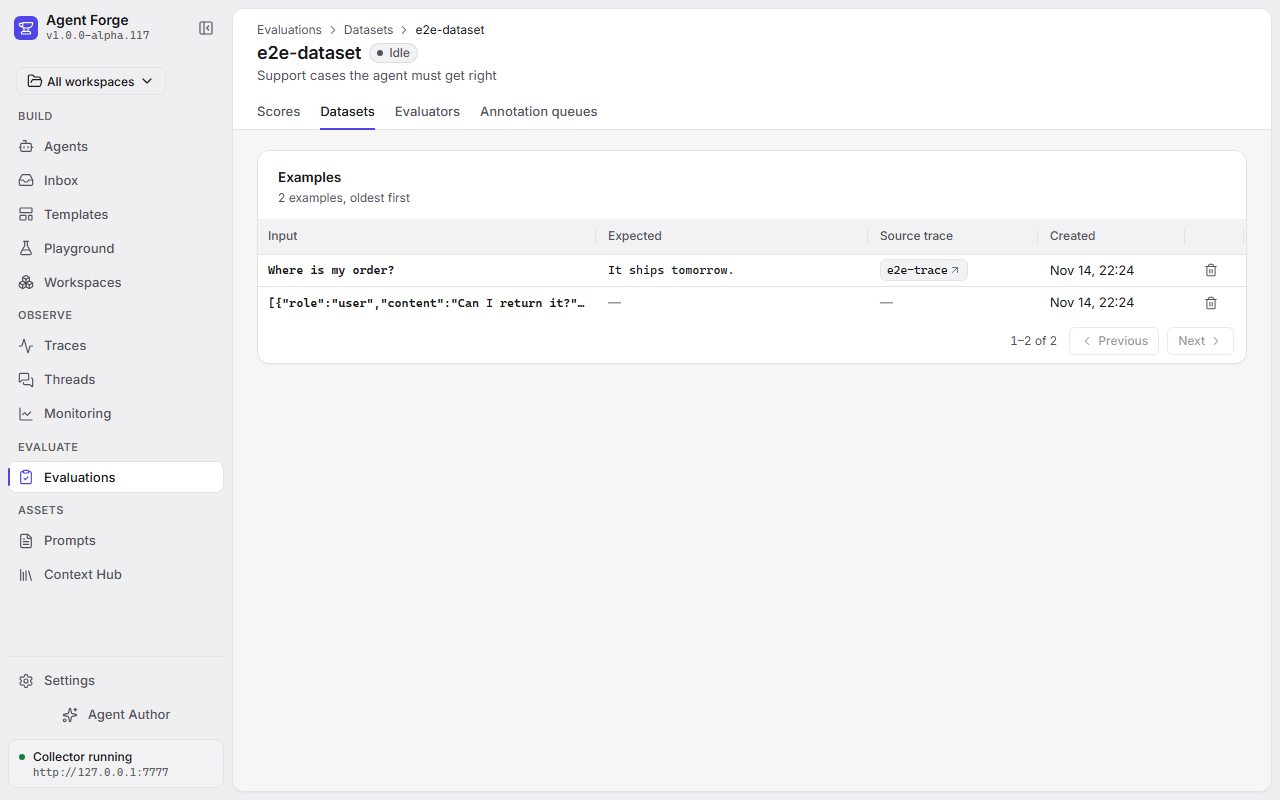 Agent Forge
v1.0.0-alpha.117
All workspaces
BUILD
Agents
Inbox
Templates
Playground
Workspaces
OBSERVE
Traces
Threads
Monitoring
EVALUATE
Evaluations
ASSETS
Prompts
Context Hub
Settings
Agent Author
Collector running
http://127.0.0.1:7777
Evaluations > Datasets > e2e-dataset
e2e-dataset Idle
Support cases the agent must get right
Scores Datasets Evaluators Annotation queues
Examples
2 examples, oldest first
Input Expected Source trace Created
Where is my order? It ships tomorrow. e2e-trace Nov 14, 22:24
[{"role":"user","content":"Can I return it?"… — — Nov 14, 22:24
1–2 of 2 Previous Next